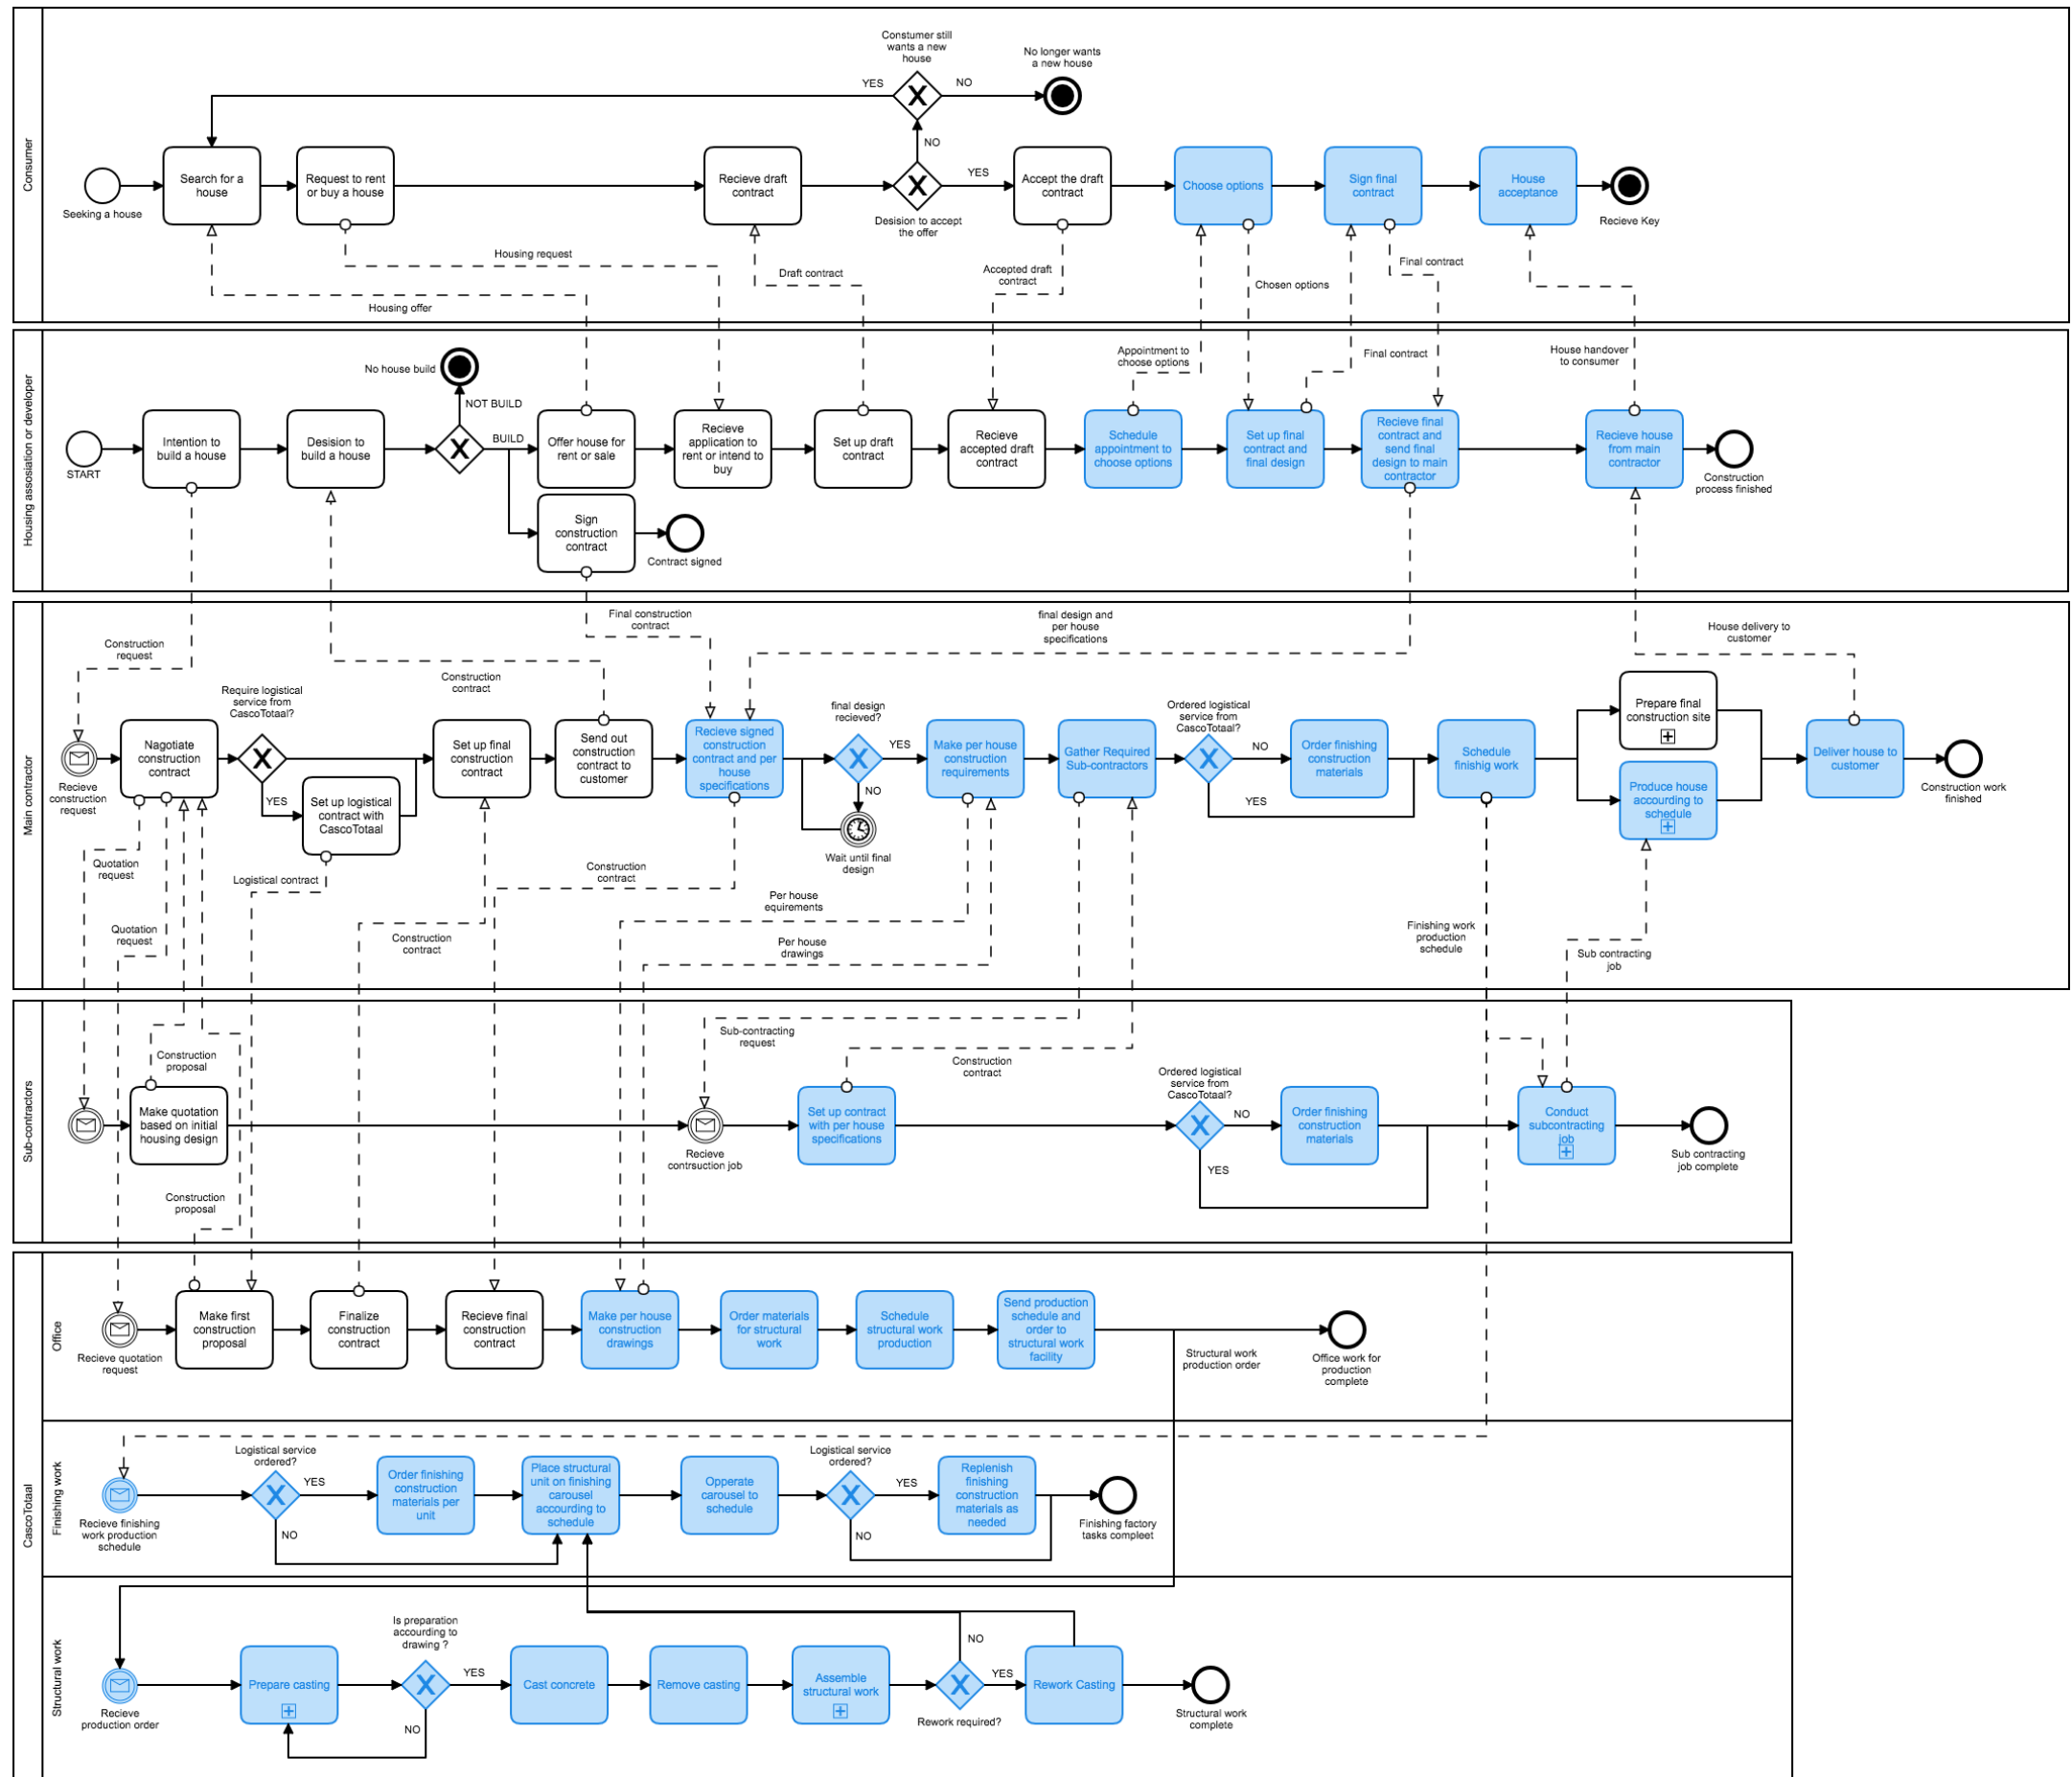 Consumer
Constumer still
wants a new
house
No longer wants
a new house
YES
NO
NO
Seeking a house
Search for a
house
Request to rent
or buy a house
Recieve draft
contract
YES
Desision to accept
the offer
Accept the draft
contract
Choose options
Sign final
contract
House
acceptance
Recieve Key
Housing request
Housing offer
Draft contract
Accepted draft
contract
Chosen options
Final contract
Housing assosiation or developer
No house build
NOT BUILD
BUILD
START
Intention to
build a house
Desision to
build a house
Offer house for
rent or sale
Recieve
application to
rent or intend to
buy
Set up draft
contract
Recieve
accepted draft
contract
Appointment to
choose options
Schedule
appointment to
choose options
Set up final
contract and
final design
Final contract
Recieve final
contract and
send final
design to main
contractor
House handover
to consumer
Recieve house
from main
contractor
Construction
process finished
Sign
construction
contract
Contract signed
Main contractor
Construction
request
Final construction
contract
final design and
per house
specifications
House delivery to
customer
Construction
contract
Require logistical
service from
CascoTotaal?
Recieve
construction
request
Nagotiate
construction
contract
YES
Set up logistical
contract with
CascoTotaal
Set up final
construction
contract
Send out
construction
contract to
customer
Recieve signed
construction
contract and per
house
specifications
final design
recieved?
YES
NO
Wait until final
design
Make per house
construction
requirements
Gather Required
Sub-contractors
Ordered logistical
service from
CascoTotaal?
NO
YES
Order finishing
construction
materials
Schedule
finishig work
Prepare final
construction site
Produce house
accourding to
schedule
Deliver house to
customer
Construction work
finished
Quotation
request
Logistical contract
Quotation
request
Construction
contract
Construction
contract
Per house
equirements
Per house
drawings
Finishing work
production
schedule
Sub contracting
job
Sub-contractors
Construction
proposal
Make quotation
based on initial
housing design
Sub-contracting
request
Recieve
contrsuction job
Construction
contract
Set up contract
with per house
specifications
Ordered logistical
service from
CascoTotaal?
NO
YES
Order finishing
construction
materials
Conduct
subcontracting
job
Sub contracting
job complete
Construction
proposal
CascoTotaal
Office
Recieve quotation
request
Make first
construction
proposal
Finalize
construction
contract
Recieve final
construction
contract
Make per house
construction
drawings
Order materials
for structural
work
Schedule
structural work
production
Send production
schedule and
order to
structural work
facility
Structural work
production order
Office work for
production
complete
Finishing work
Recieve finishing
work production
schedule
Logistical service
ordered?
YES
NO
Order finishing
construction
materials per
unit
Place structural
unit on finishing
carousel
accourding to
schedule
Opperate
carousel to
schedule
Logistical service
ordered?
YES
NO
Replenish
finishing
construction
materials as
needed
Finishing factory
tasks compleet
Structural work
Recieve
production order
Prepare casting
Is preparation
accourding to
drawing ?
YES
NO
Cast concrete
Remove casting
Assemble
structural work
NO
YES
Rework required?
Rework Casting
Structural work
complete